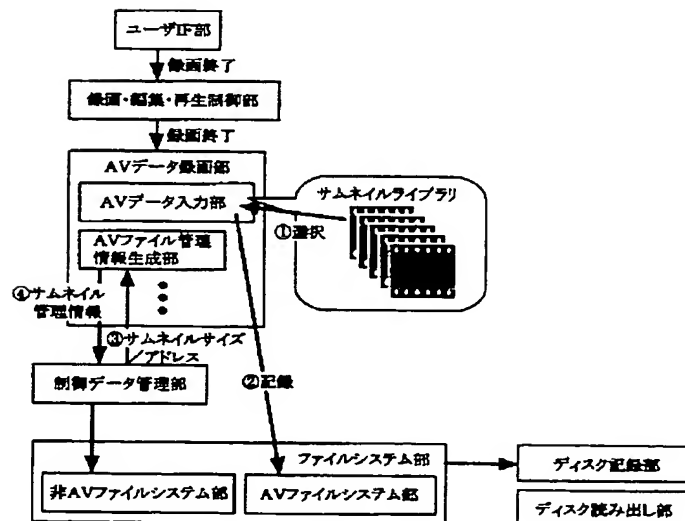 ユーザIF部
録画終了
録画・編集・再生制御部
録画終了
AVデータ録画部
AVデータ入力部
サムネイルライブラリ
①選択
AVファイル管理
情報生成部
④サムネイル
管理情報
③サムネイルサイズ
／アドレス
制御データ管理部
②記録
ファイルシステム部
非AVファイルシステム部
AVファイルシステム部
ディスク記録部
ディスク読み出し部